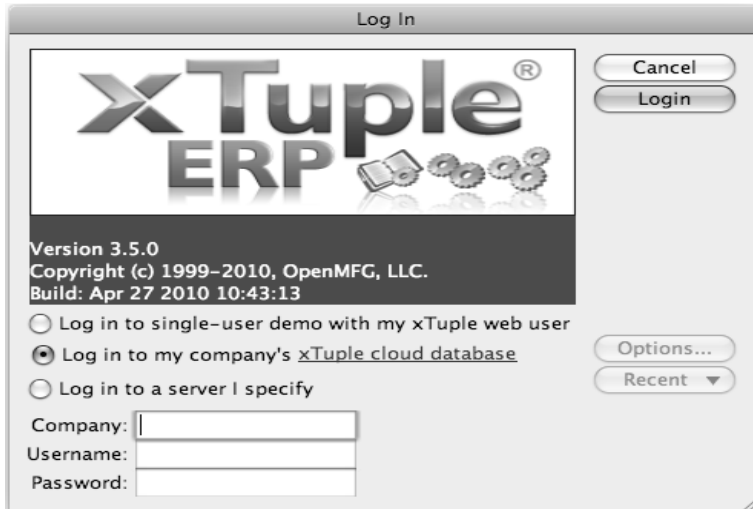 Log In
xTuple®
ERP
Cancel
Login
Version 3.5.0
Copyright (c) 1999-2010, OpenMFG, LLC.
Build: Apr 27 2010 10:43:13
Log in to single-user demo with my xTuple web user
Log in to my company's xTuple cloud database
Log in to a server I specify
Options...
Recent
Company:
Username:
Password: